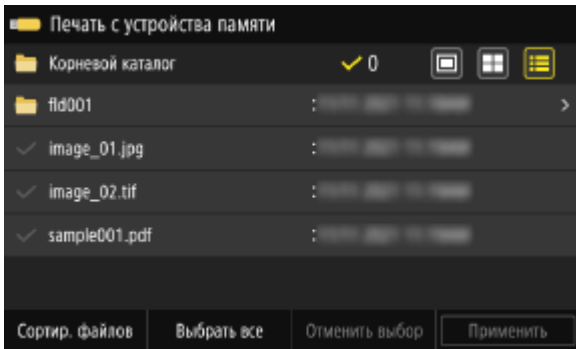 Печать с устройства памяти
Корневой каталог 0
fld001 :
image_01.jpg :
image_02.tif :
sample001.pdf :
Сортир. файлов Выбрать все Отменить выбор Применить